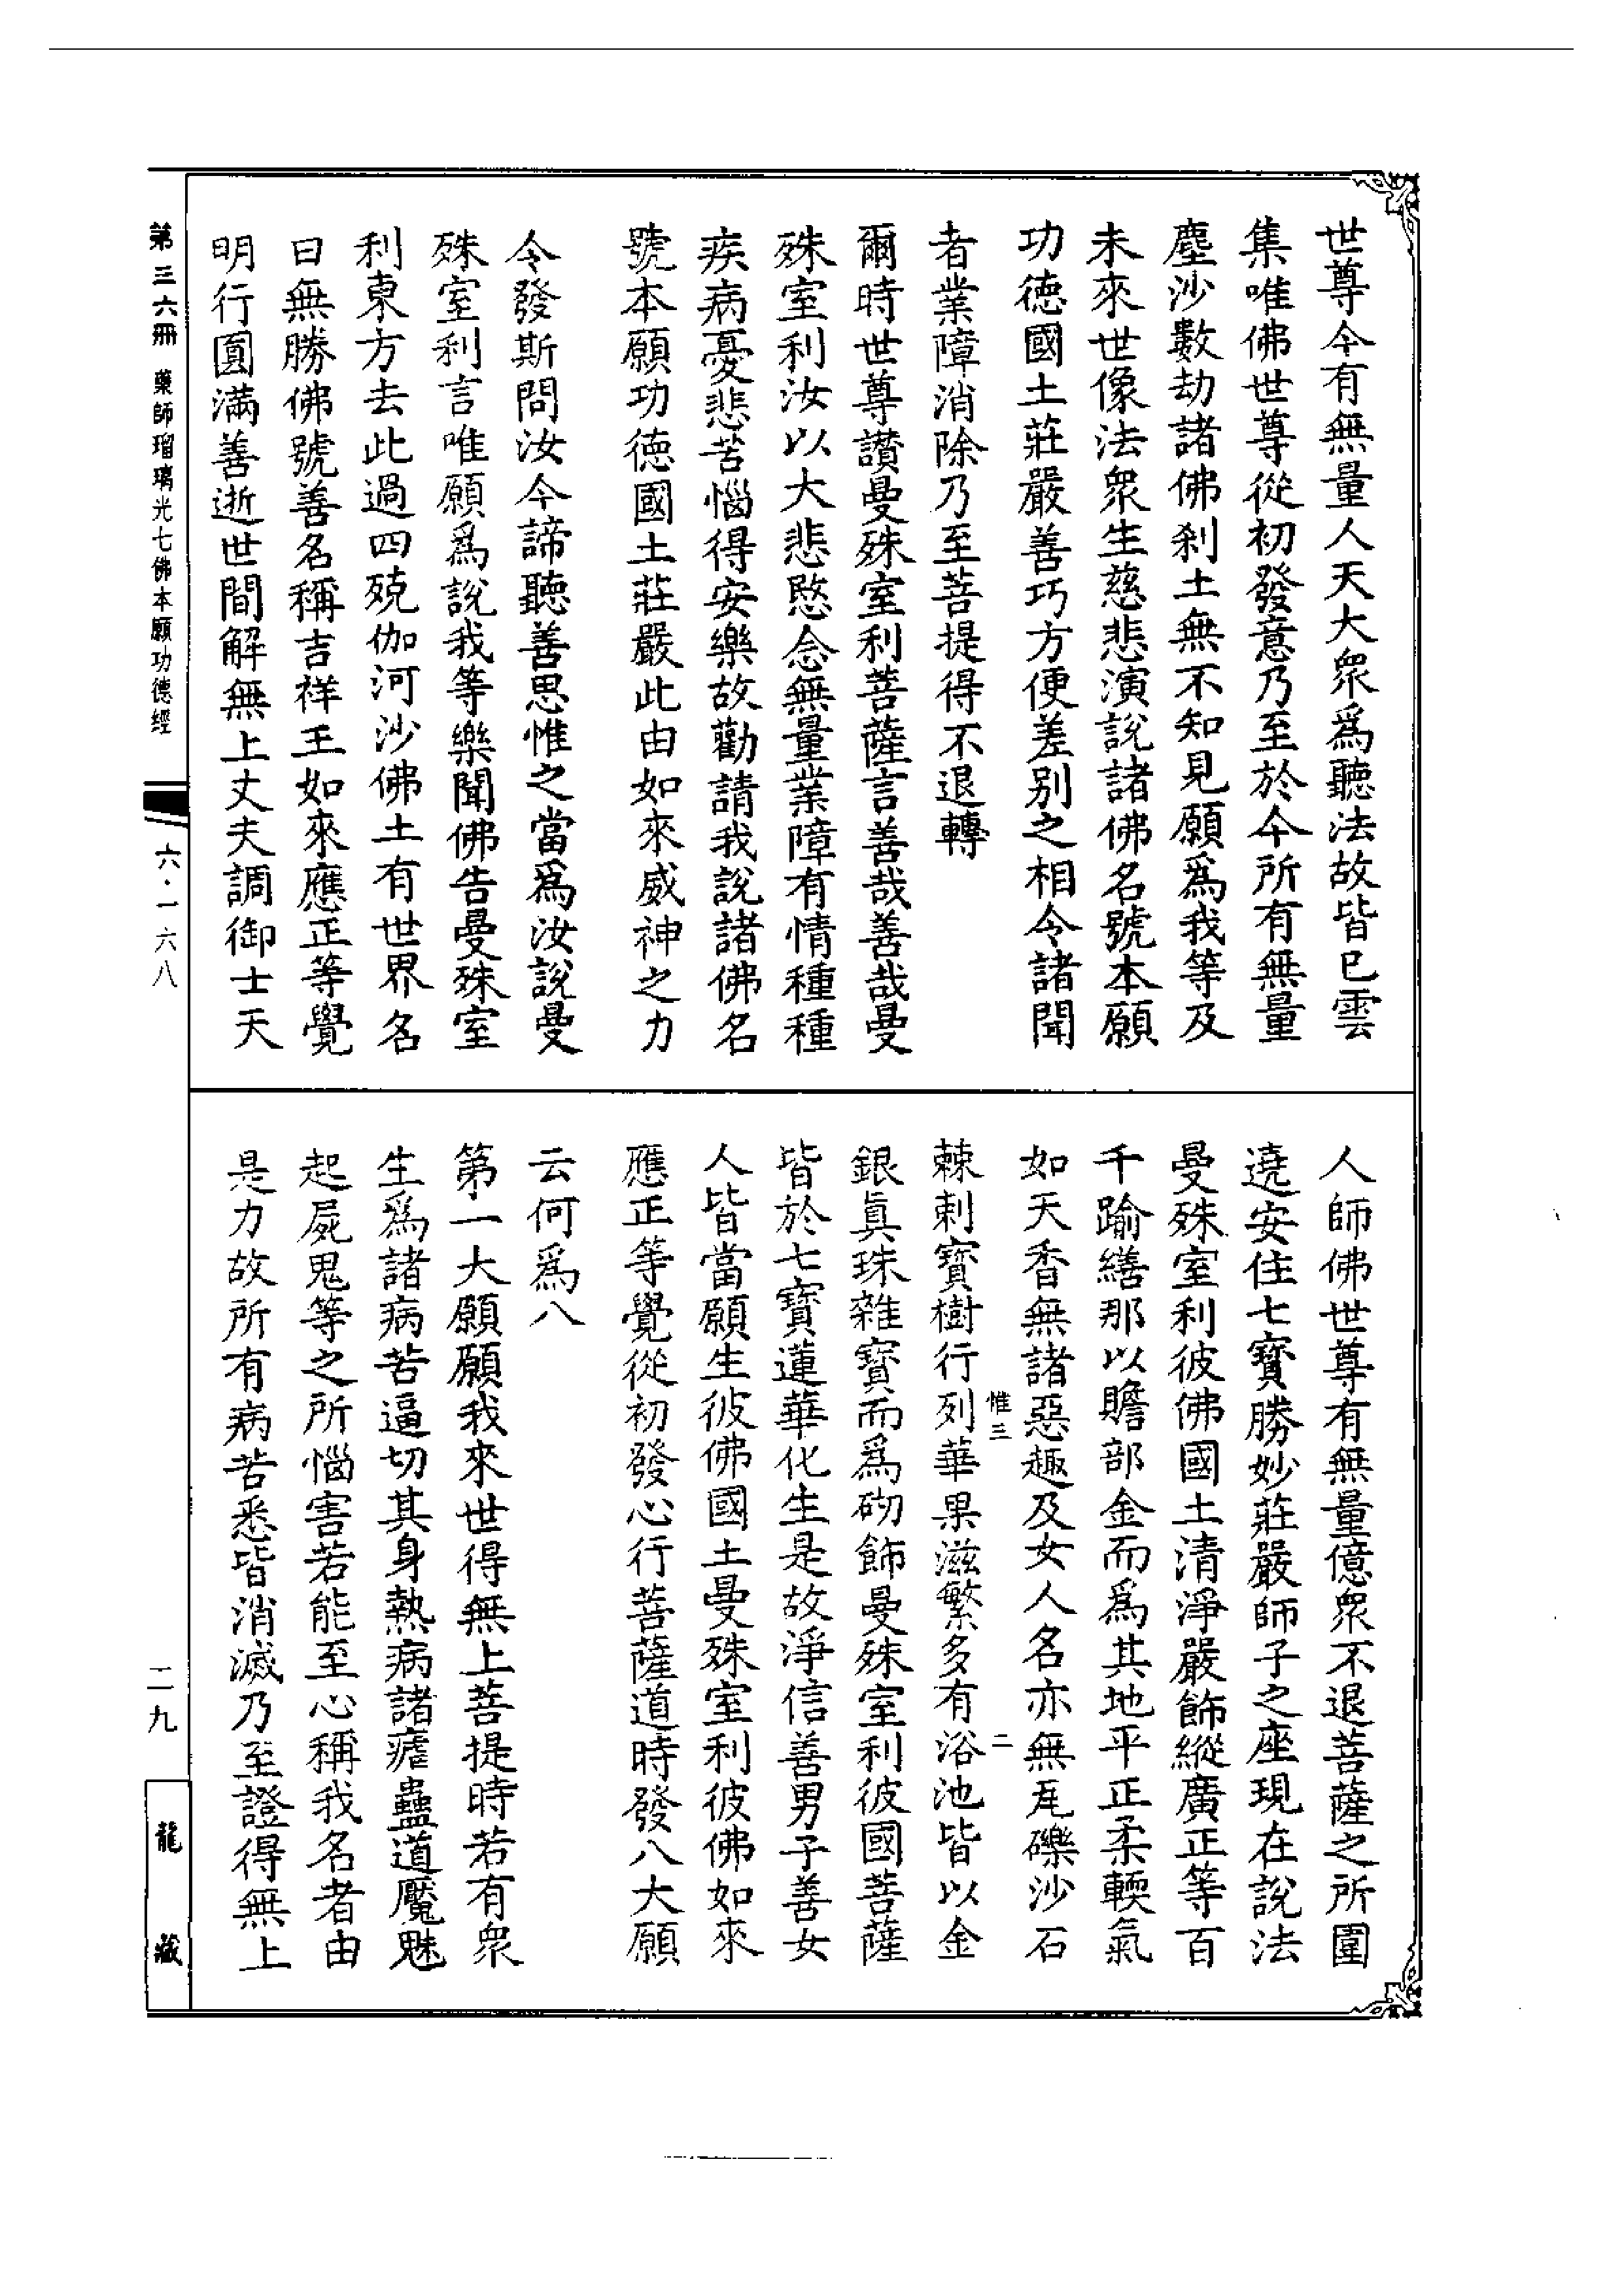 世尊今有無量人天大眾爲聽法故皆已雲
集唯佛世尊從初發意乃至於今所有無量
塵沙數劫諸佛剎土無不知見願爲我等及
未來世像法眾生慈悲演說諸佛名號本願
功德國土莊嚴善巧方便差別之相令諸聞
者業障消除乃至菩提得不退轉
爾時世尊讚曼殊室利菩薩言善哉善哉曼
殊室利汝以大悲愍念無量業障有情種種
疾病憂悲苦惱得安樂故勸請我說諸佛名
號本願功德國土莊嚴此由如來威神之力
令發斯問汝今諦聽善思惟之當爲汝說曼
殊室利言唯願爲說我等樂聞佛告曼殊室
利東方去此過四殑伽河沙佛土有世界名
曰無勝佛號善名稱吉祥王如來應正等覺
明行圓滿善逝世間解無上丈夫調御士天
人師佛世尊有無量億眾不退菩薩之所圍
遶安住七寶勝妙莊嚴師子之座現在說法
曼殊室利彼佛國土清淨嚴飾縱廣正等百
千踰繕那以贍部金而爲其地平正柔輭氣
如天香無諸惡趣及女人名亦無瓦礫沙石
惟三 二
棘刺寶樹行列華果滋繁多有浴池皆以金
銀眞珠雜寶而爲砌飾曼殊室利彼國菩薩
皆於七寶蓮華化生是故淨信善男子善女
人皆當願生彼佛國土曼殊室利彼佛如來
應正等覺從初發心行菩薩道時發八大願
云何爲八
第一大願願我來世得無上菩提時若有眾
生爲諸病苦逼切其身熱病諸瘧蠱道魘魅
起屍鬼等之所惱害若能至心稱我名者由
是力故所有病苦悉皆消滅乃至證得無上
第三六冊 藥師瑠璃光七佛本願功德經
六·一六八
二九
龍藏